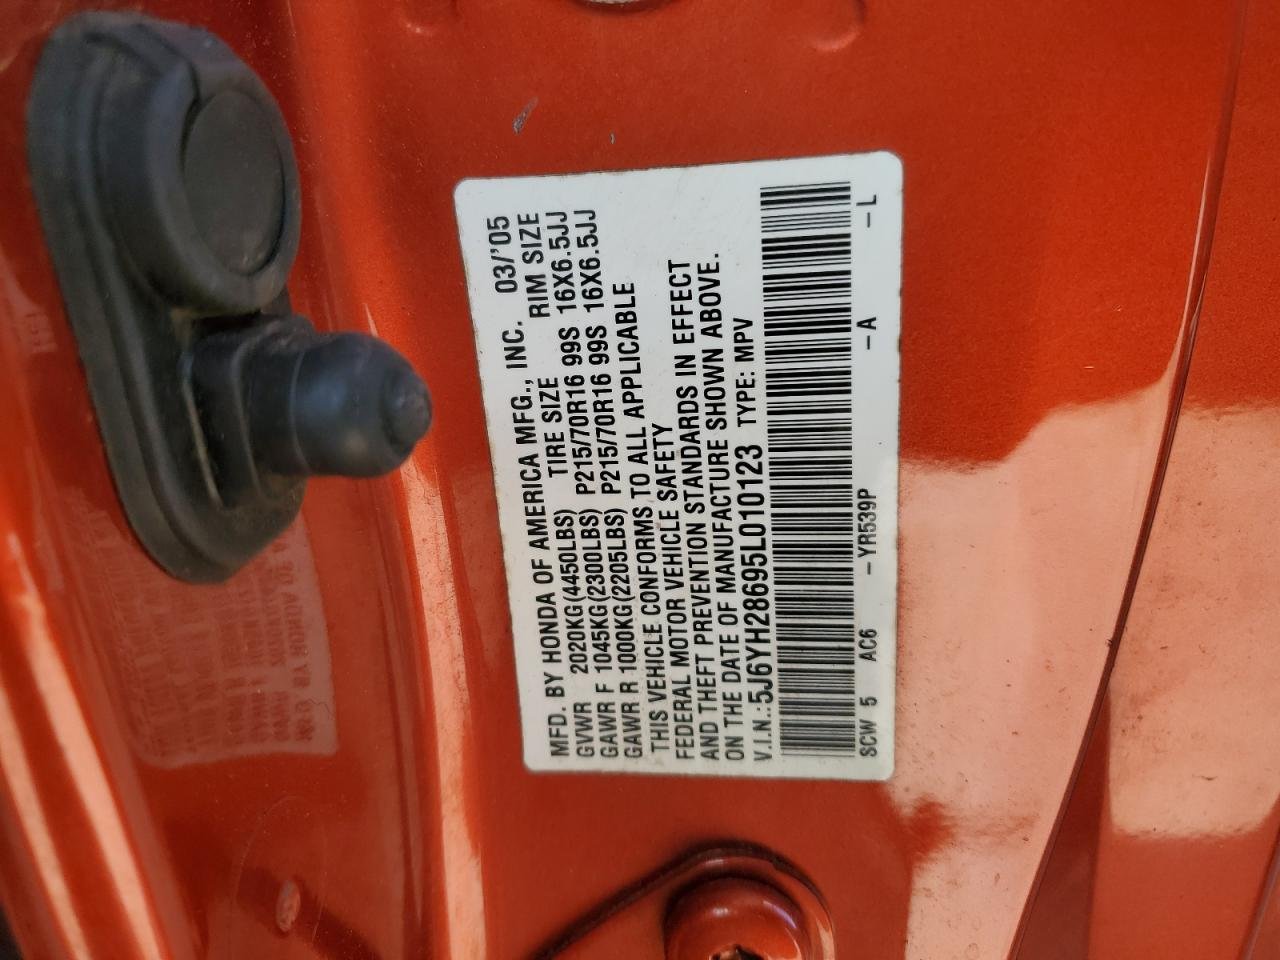 MFD. BY HONDA OF AMERICA MFG., INC. 03/'05
GVWR 2020KG(4450LBS) TIRE SIZE RIM SIZE
GAWR F 1045KG(2300LBS) P215/70R16 99S 16X6.5JJ
GAWR R 1000KG(2205LBS) P215/70R16 99S 16X6.5JJ
THIS VEHICLE CONFORMS TO ALL APPLICABLE
FEDERAL MOTOR VEHICLE SAFETY
AND THEFT PREVENTION STANDARDS IN EFFECT
ON THE DATE OF MANUFACTURE SHOWN ABOVE.
V.I.N.:5J6YH28695L010123 TYPE: MPV
SCW 5 AC6 -YR539P -A -L